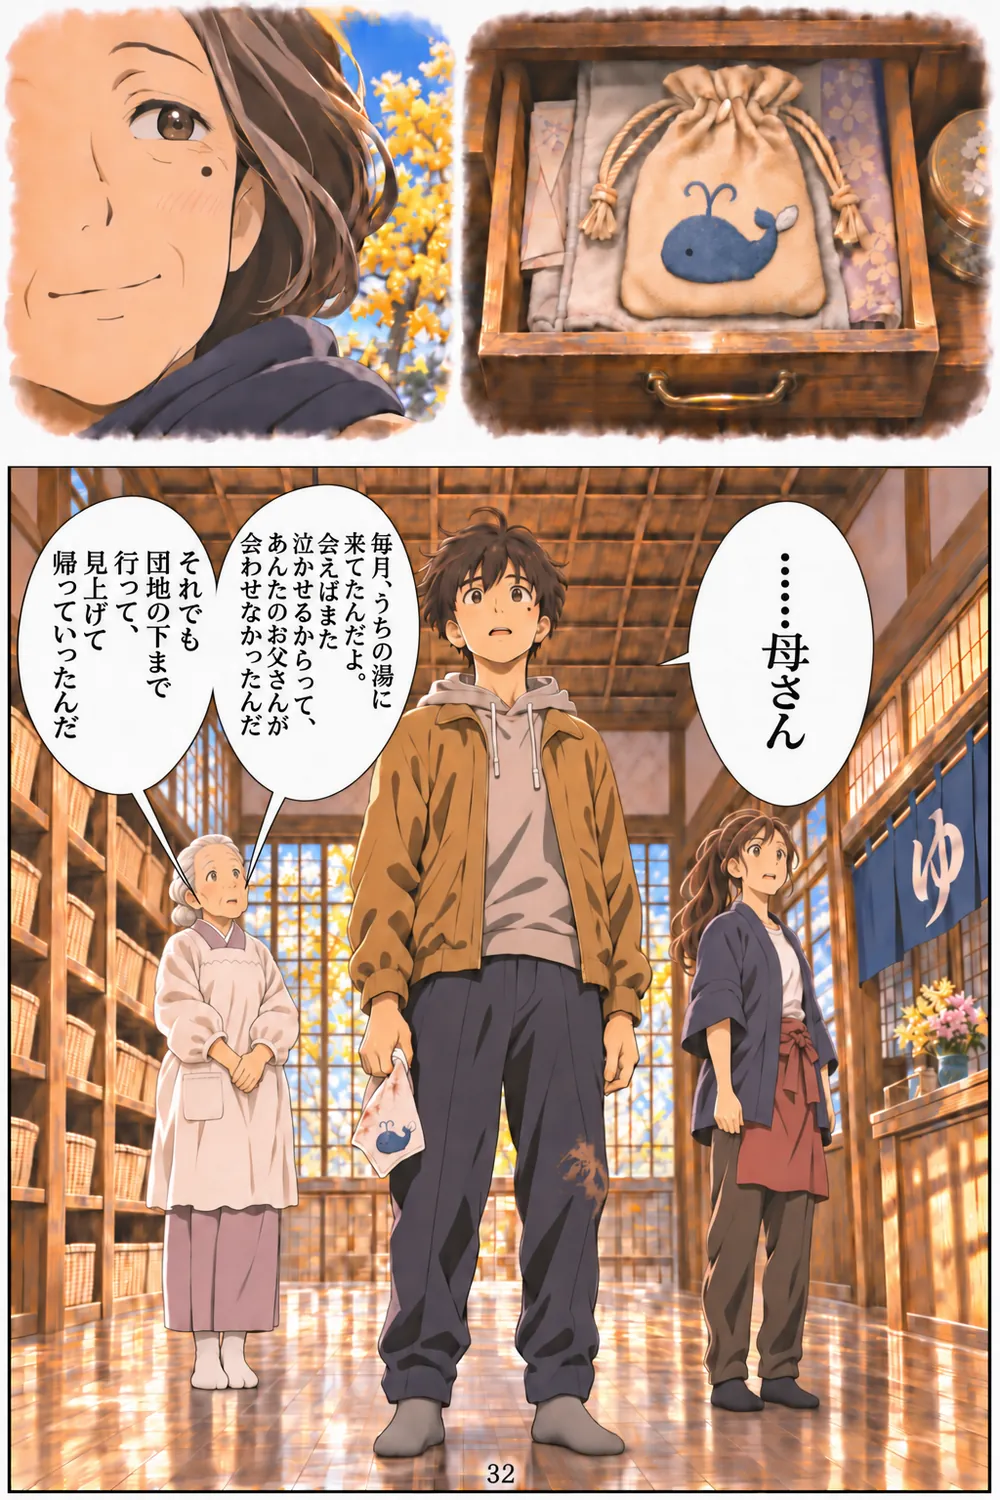 ……母さん
毎月、うちの湯に
来てたんだよ。
会えばまた
泣かせるからって、
あんたのお父さんが
会わせなかったんだ
それでも
団地の下まで
行って、
見上げて
帰っていったんだ
ゆ
32